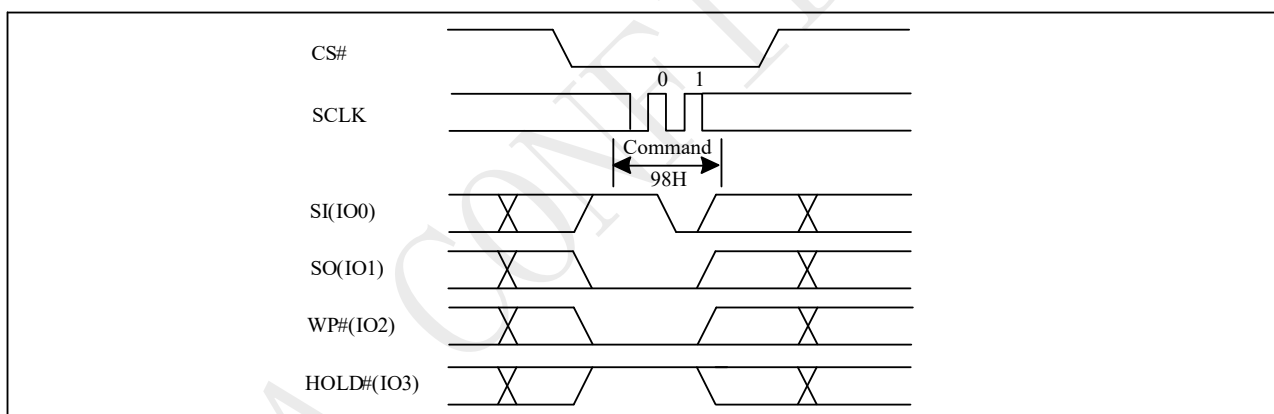 CS#
0 1
SCLK
Command
98H
SI(IO0)
SO(IO1)
WP#(IO2)
HOLD#(IO3)